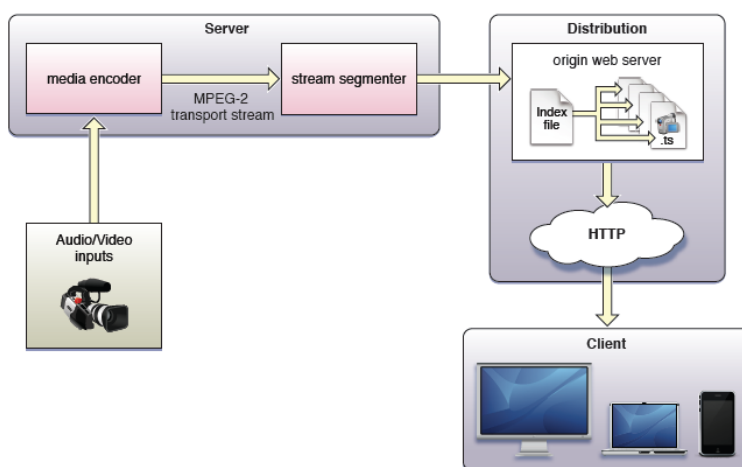 Server
media encoder
MPEG-2
transport stream
stream segmenter
Distribution
origin web server
Index
file
.ts
HTTP
Audio/Video
inputs
Client